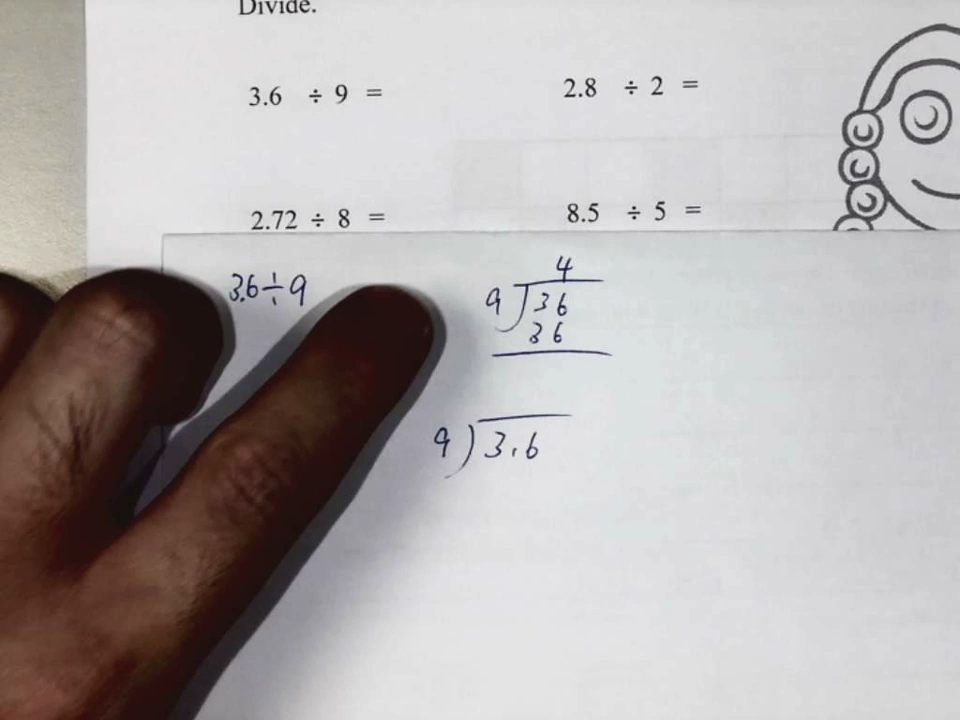 Divide.
3.6 ÷ 9 =
2.8 ÷ 2 =
2.72 ÷ 8 =
8.5 ÷ 5 =
3.6÷9
4
9)36
36
9)3.6